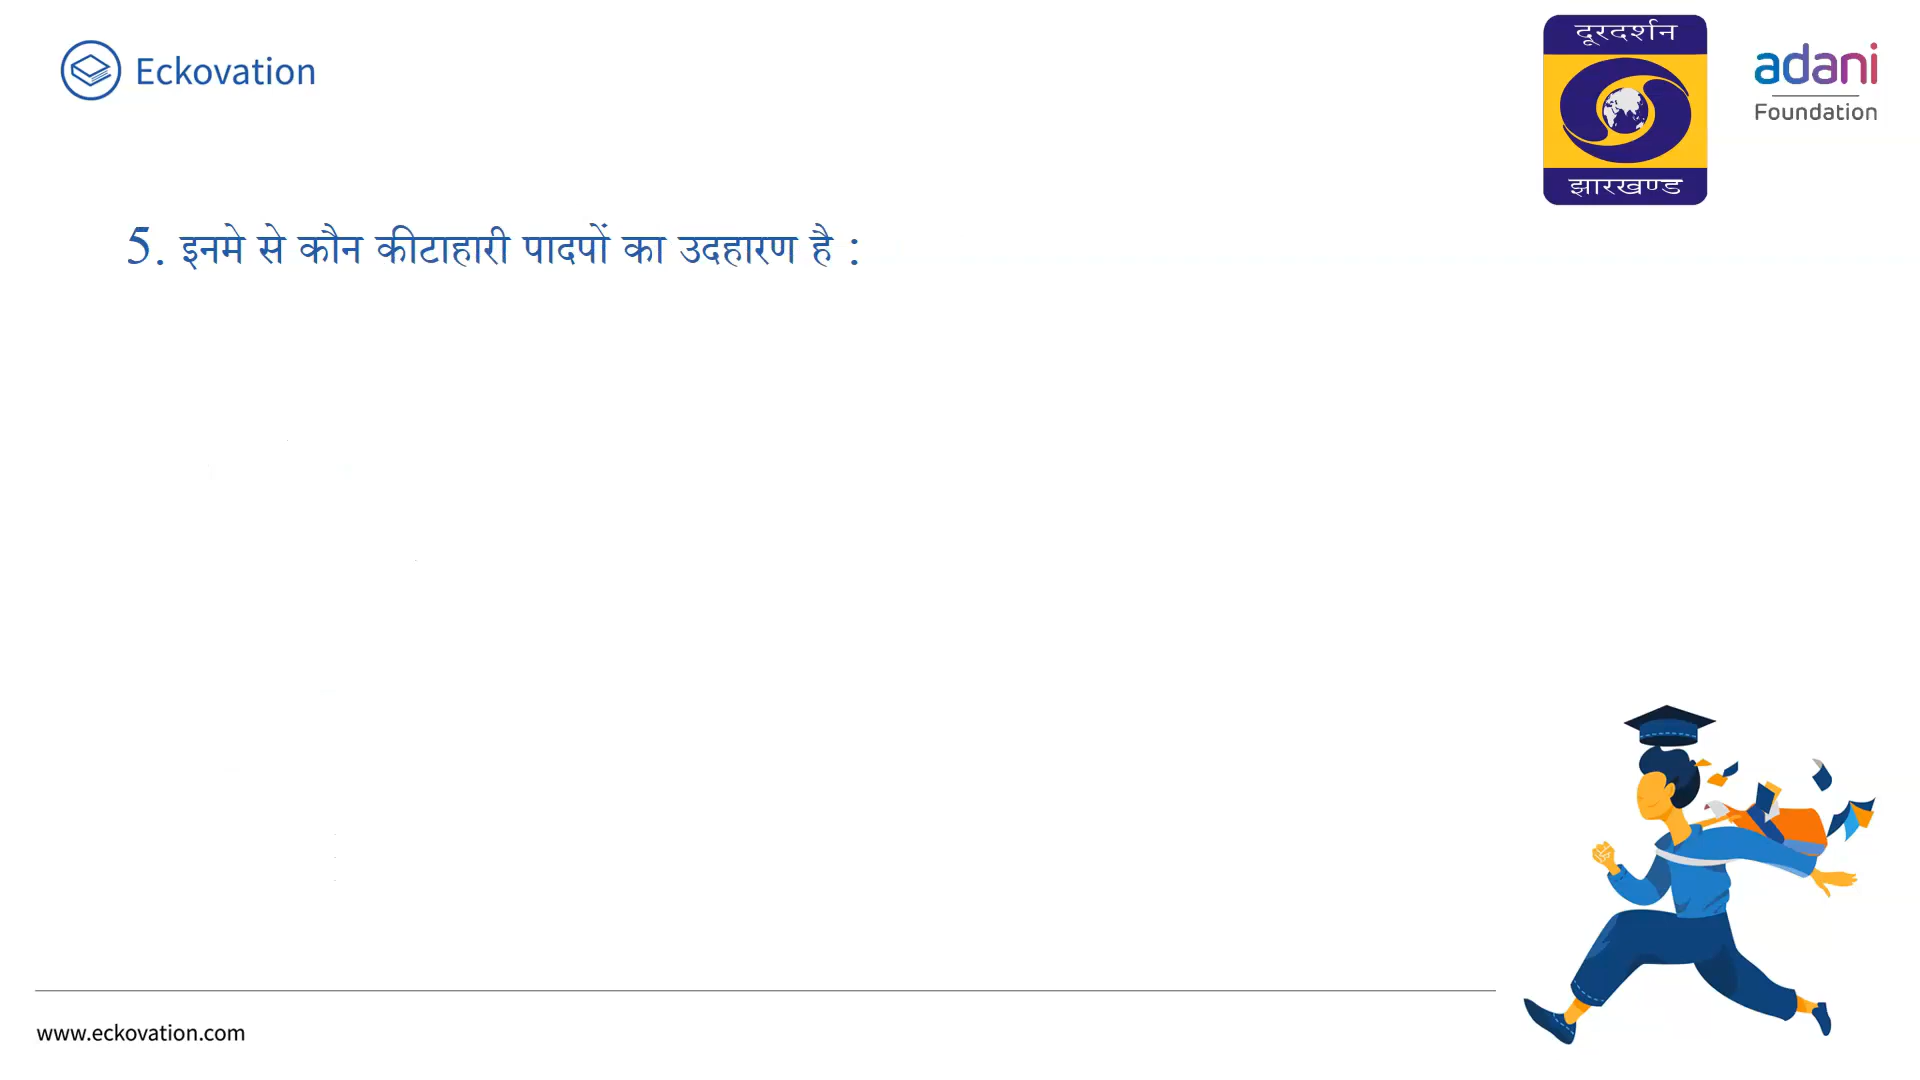 Eckovation
दूरदर्शन
झारखण्ड
adani
Foundation
5. इनमे से कौन कीटाहारी पादपों का उदहारण है :
www.eckovation.com